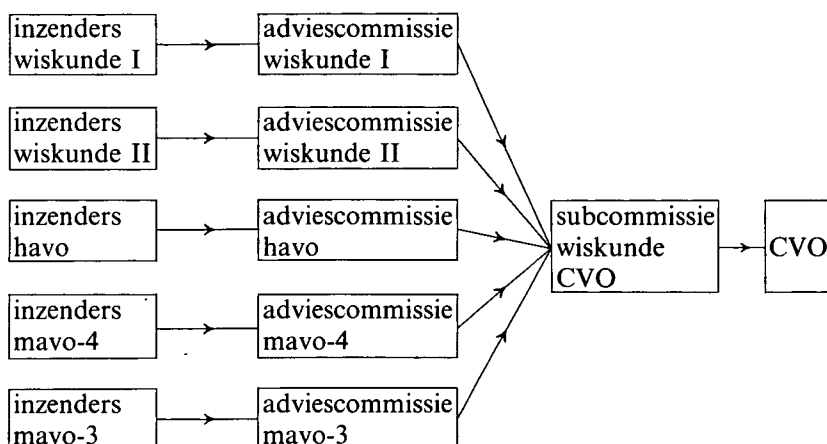 inzenders
wiskunde I
adviescommissie
wiskunde I
inzenders
wiskunde II
adviescommissie
wiskunde II
inzenders
havo
adviescommissie
havo
subcommissie
wiskunde
CVO
CVO
inzenders
mavo-4
adviescommissie
mavo-4
inzenders
mavo-3
adviescommissie
mavo-3